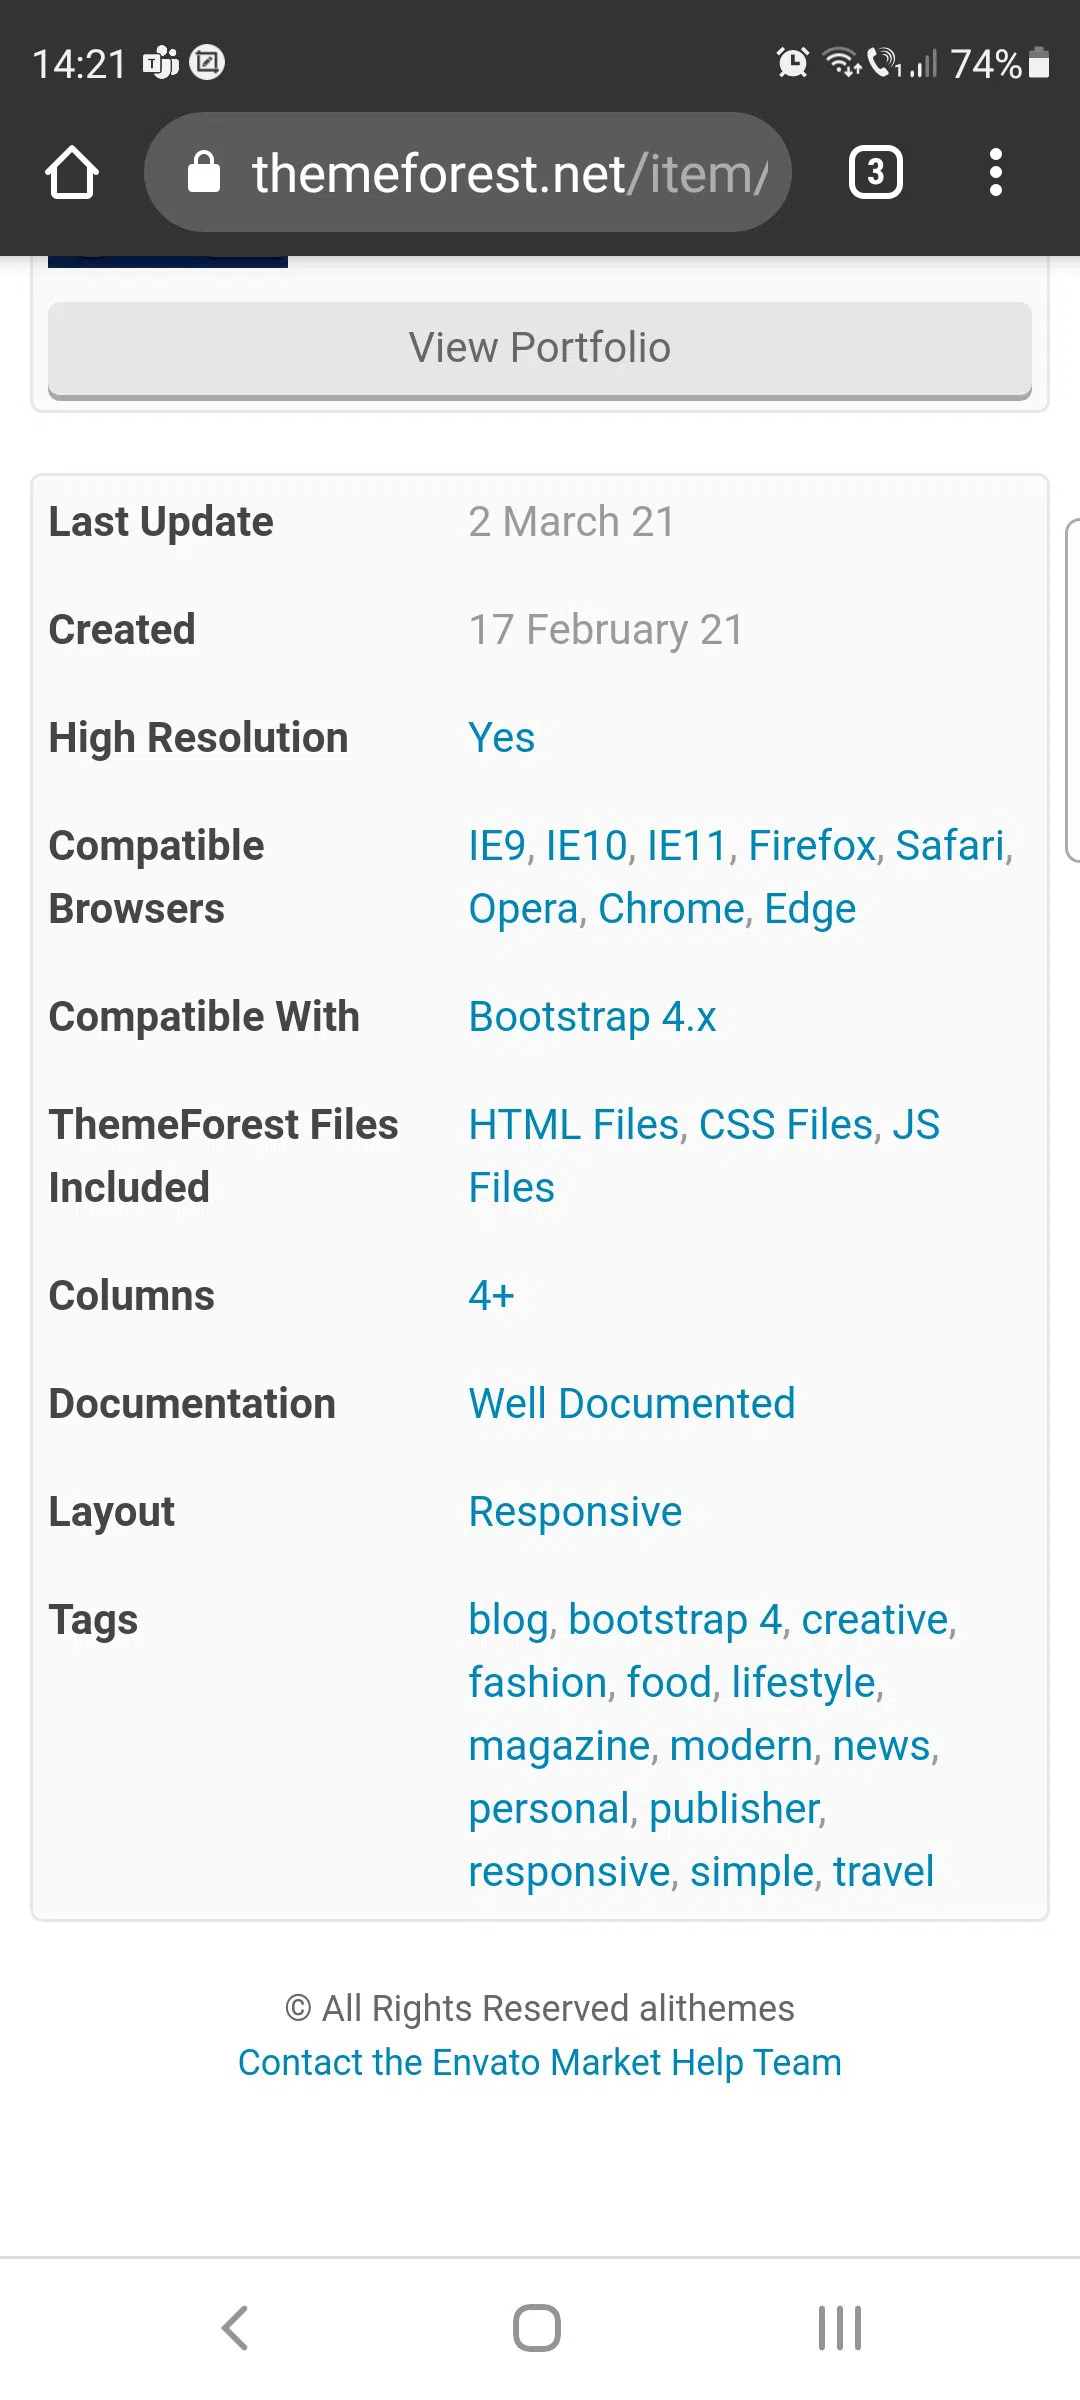 14:21 74%
themeforest.net/item/ 3
View Portfolio
Last Update 2 March 21
Created 17 February 21
High Resolution Yes
Compatible Browsers IE9, IE10, IE11, Firefox, Safari,
Opera, Chrome, Edge
Compatible With Bootstrap 4.x
ThemeForest Files Included HTML Files, CSS Files, JS
Files
Columns 4+
Documentation Well Documented
Layout Responsive
Tags blog, bootstrap 4, creative,
fashion, food, lifestyle,
magazine, modern, news,
personal, publisher,
responsive, simple, travel
© All Rights Reserved alithemes
Contact the Envato Market Help Team